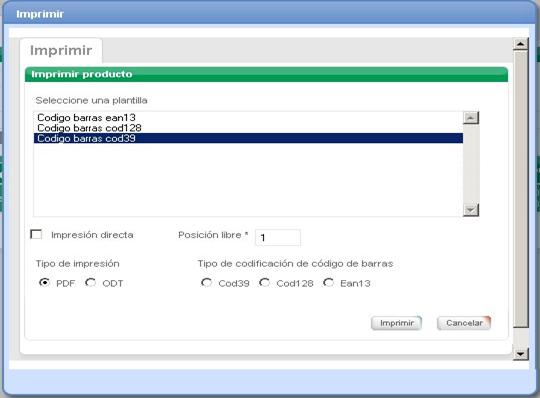 Imprimir
Imprimir
Imprimir producto
Seleccione una plantilla
Codigo barras ean13
Codigo barras cod128
Codigo barras cod39
Impresión directa Posición libre * 1
Tipo de impresión Tipo de codificación de código de barras
PDF ODT Cod39 Cod128 Ean13
Imprimir Cancelar